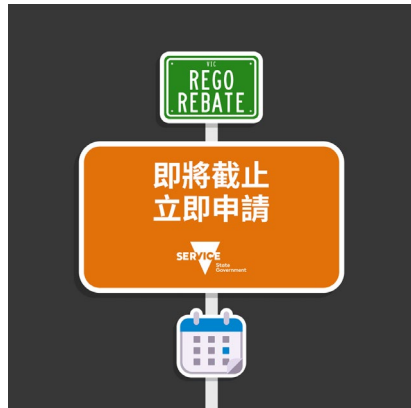 VIC
REGO
REBATE
即將截止
立即申請
SERVICE
State
Government